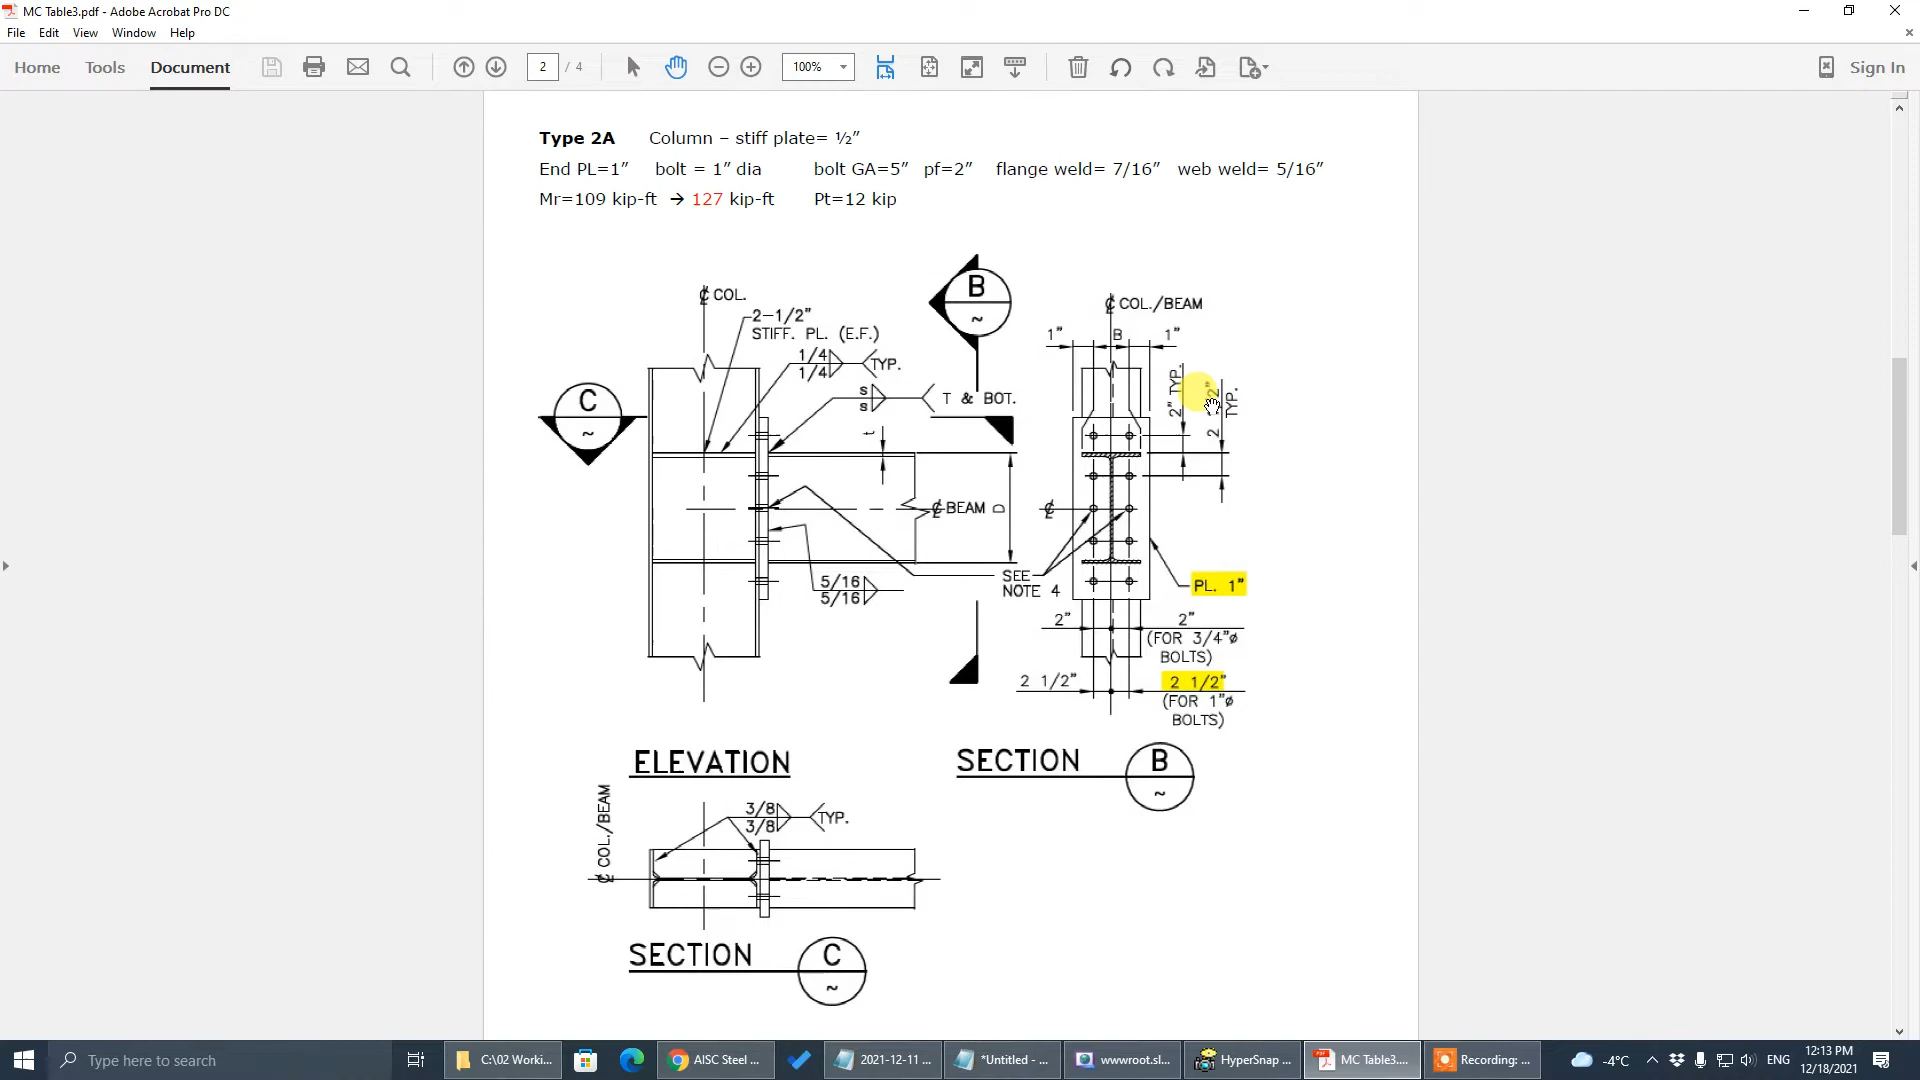 MC Table3.pdf - Adobe Acrobat Pro DC
File Edit View Window Help
Home Tools Document 2 / 4 100% Sign In
Type 2A Column – stiff plate= ½”
End PL=1” bolt = 1” dia bolt GA=5” pf=2” flange weld= 7/16” web weld= 5/16”
Mr=109 kip-ft → 127 kip-ft Pt=12 kip
℄ COL.
2-1/2"
STIFF. PL. (E.F.)
1/4
1/4
TYP.
s
s
T & BOT.
t
C
~
B
~
℄ BEAM
D
5/16
5/16
SEE
NOTE 4
℄ COL./BEAM
1" B 1"
2" TYP.
TYP.
℄
PL. 1"
2" 2"
(FOR 3/4"ø
BOLTS)
2 1/2" 2 1/2"
(FOR 1"ø
BOLTS)
ELEVATION
SECTION B
~
℄ COL./BEAM
3/8
3/8
TYP.
SECTION C
~
Type here to search
C:\02 Worki...
AISC Steel ...
2021-12-11 ...
*Untitled - ...
wwwroot.sl...
HyperSnap ...
MC Table3....
Recording: ...
-4°C
ENG
12:13 PM
12/18/2021